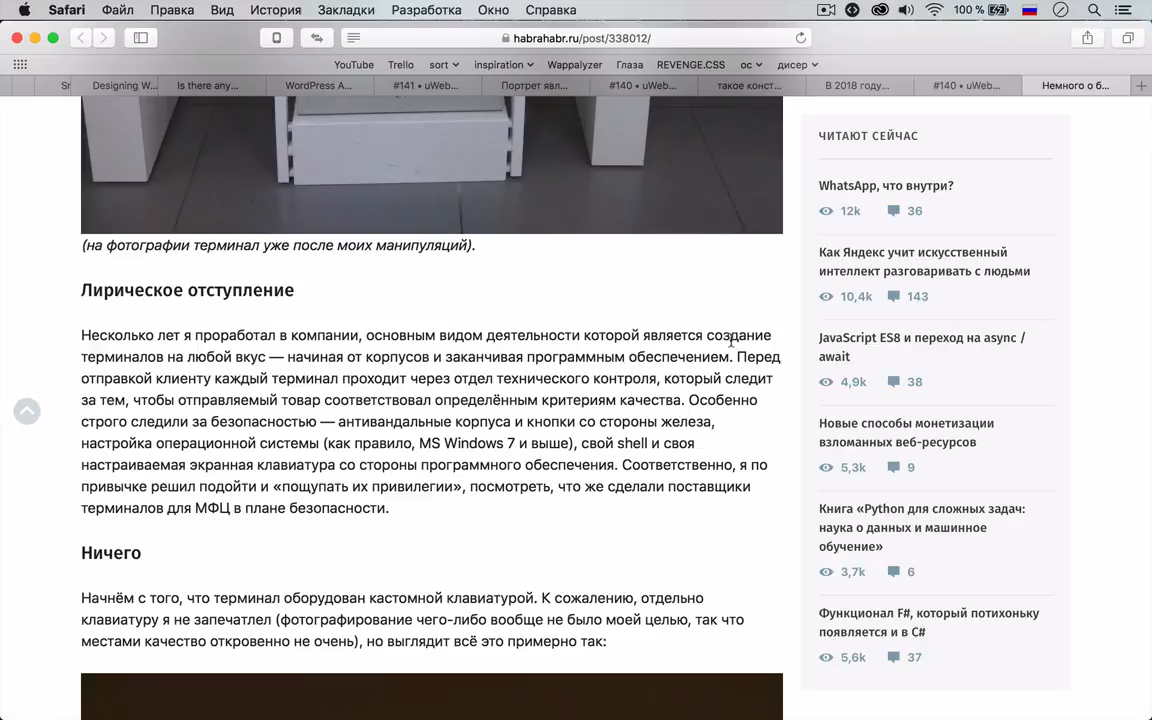 Safari Файл Правка Вид История Закладки Разработка Окно Справка 100 %
habrahabr.ru/post/338012/
YouTube Trello sort inspiration Wappalyzer Глаза REVENGE.CSS ос дисер
Sr Designing W... Is there any... WordPress A... #141 • uWeb... Портрет явл... #140 • uWeb... такое конст... В 2018 году... #140 • uWeb... Немного о б...
(на фотографии терминал уже после моих манипуляций).
Лирическое отступление
Несколько лет я проработал в компании, основным видом деятельности которой является создание
терминалов на любой вкус — начиная от корпусов и заканчивая программным обеспечением. Перед
отправкой клиенту каждый терминал проходит через отдел технического контроля, который следит
за тем, чтобы отправляемый товар соответствовал определённым критериям качества. Особенно
строго следили за безопасностью — антивандальные корпуса и кнопки со стороны железа,
настройка операционной системы (как правило, MS Windows 7 и выше), свой shell и своя
настраиваемая экранная клавиатура со стороны программного обеспечения. Соответственно, я по
привычке решил подойти и «пощупать их привилегии», посмотреть, что же сделали поставщики
терминалов для МФЦ в плане безопасности.
Ничего
Начнём с того, что терминал оборудован кастомной клавиатурой. К сожалению, отдельно
клавиатуру я не запечатлел (фотографирование чего-либо вообще не было моей целью, так что
местами качество откровенно не очень), но выглядит всё это примерно так:
ЧИТАЮТ СЕЙЧАС
WhatsApp, что внутри?
12k 36
Как Яндекс учит искусственный
интеллект разговаривать с людьми
10,4k 143
JavaScript ES8 и переход на async /
await
4,9k 38
Новые способы монетизации
взломанных веб-ресурсов
5,3k 9
Книга «Python для сложных задач:
наука о данных и машинное
обучение»
3,7k 6
Функционал F#, который потихоньку
появляется и в C#
5,6k 37